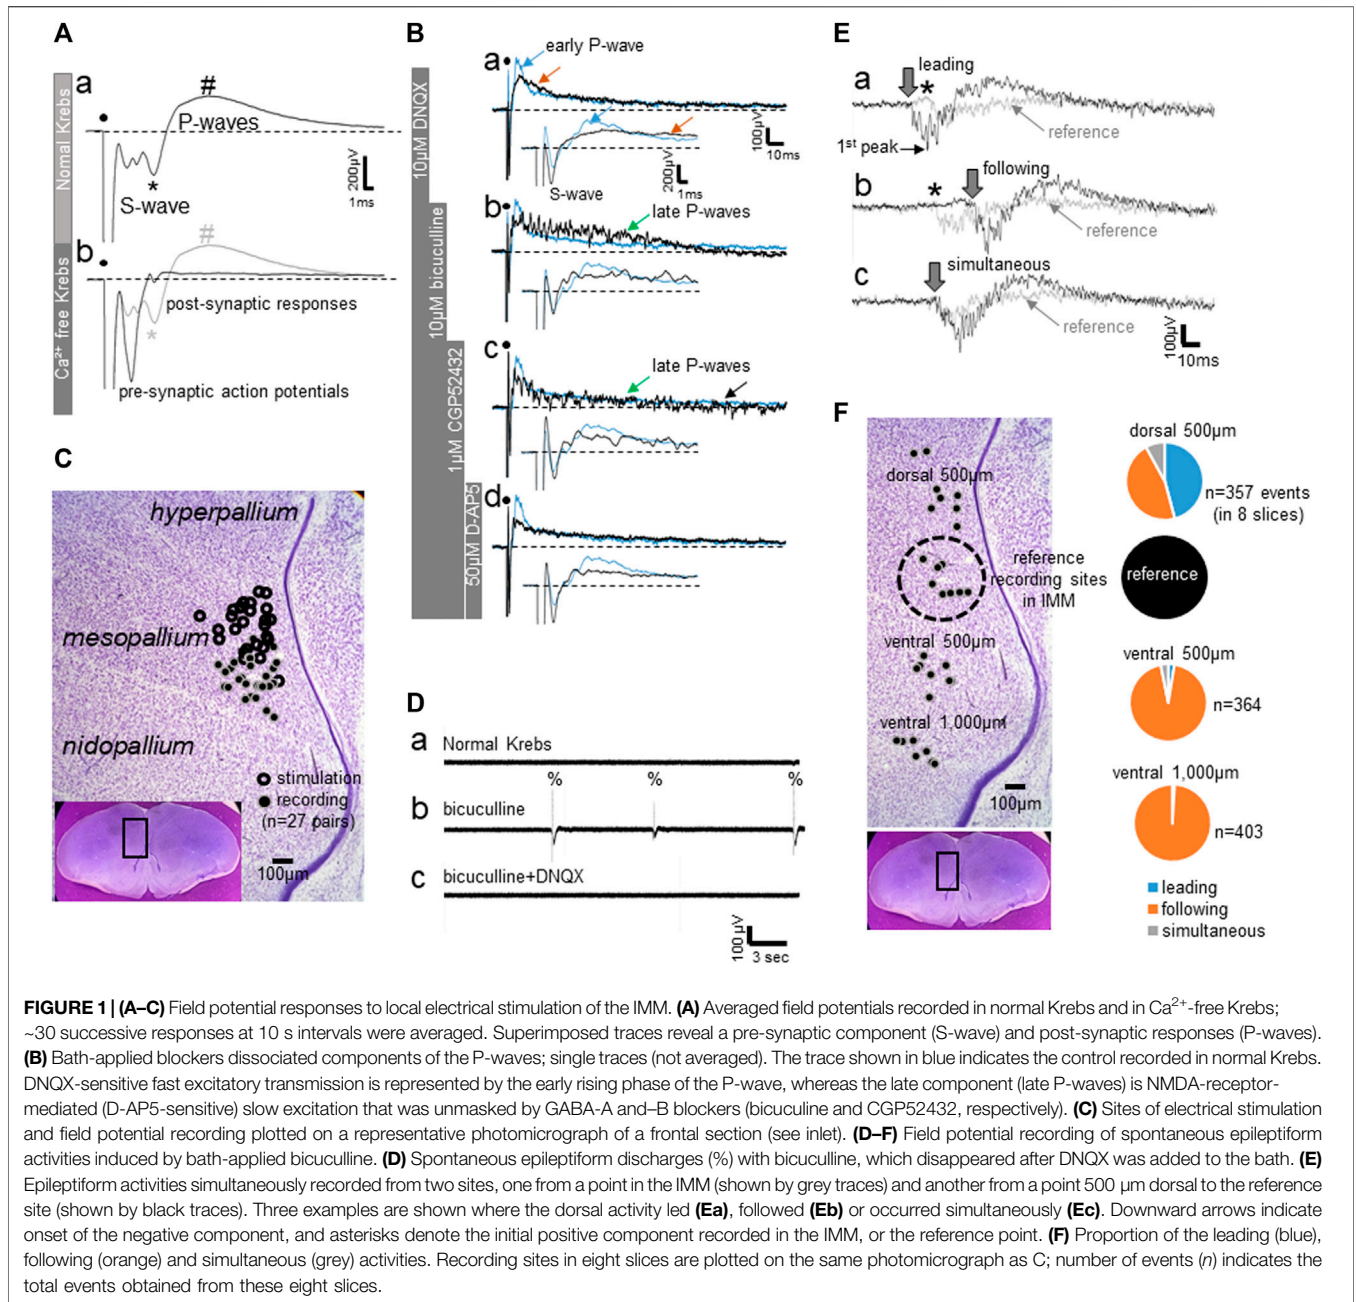 A
a
Normal Krebs
#
P-waves
*
S-wave
200µV
1ms
b
Ca²⁺ free Krebs
#
*
post-synaptic responses
pre-synaptic action potentials
B
10µM DNQX
a
early P-wave
100µV
10ms
S-wave
200µV
1ms
10µM bicuculline
b
late P-waves
1µM CGP52432
c
late P-waves
50µM D-AP5
d
C
hyperpallium
mesopallium
nidopallium
stimulation
recording
(n=27 pairs)
100µm
D
a
Normal Krebs
% % %
b
bicuculline
c
bicuculline+DNQX
100 µV
3 sec
E
a
leading
*
reference
1st peak
b
following
*
reference
c
simultaneous
reference
100µV
10ms
F
dorsal 500µm
reference
recording sites
in IMM
ventral 500µm
ventral 1,000µm
100µm
dorsal 500µm
n=357 events
(in 8 slices)
reference
ventral 500µm
n=364
ventral 1,000µm
n=403
leading
following
simultaneous
FIGURE 1 | (A–C) Field potential responses to local electrical stimulation of the IMM. (A) Averaged field potentials recorded in normal Krebs and in Ca²⁺-free Krebs;
~30 successive responses at 10 s intervals were averaged. Superimposed traces reveal a pre-synaptic component (S-wave) and post-synaptic responses (P-waves).
(B) Bath-applied blockers dissociated components of the P-waves; single traces (not averaged). The trace shown in blue indicates the control recorded in normal Krebs.
DNQX-sensitive fast excitatory transmission is represented by the early rising phase of the P-wave, whereas the late component (late P-waves) is NMDA-receptor-
mediated (D-AP5-sensitive) slow excitation that was unmasked by GABA-A and–B blockers (bicuculine and CGP52432, respectively). (C) Sites of electrical stimulation
and field potential recording plotted on a representative photomicrograph of a frontal section (see inlet). (D–F) Field potential recording of spontaneous epileptiform
activities induced by bath-applied bicuculline. (D) Spontaneous epileptiform discharges (%) with bicuculline, which disappeared after DNQX was added to the bath. (E)
Epileptiform activities simultaneously recorded from two sites, one from a point in the IMM (shown by grey traces) and another from a point 500 µm dorsal to the reference
site (shown by black traces). Three examples are shown where the dorsal activity led (Ea), followed (Eb) or occurred simultaneously (Ec). Downward arrows indicate
onset of the negative component, and asterisks denote the initial positive component recorded in the IMM, or the reference point. (F) Proportion of the leading (blue),
following (orange) and simultaneous (grey) activities. Recording sites in eight slices are plotted on the same photomicrograph as C; number of events (n) indicates the
total events obtained from these eight slices.